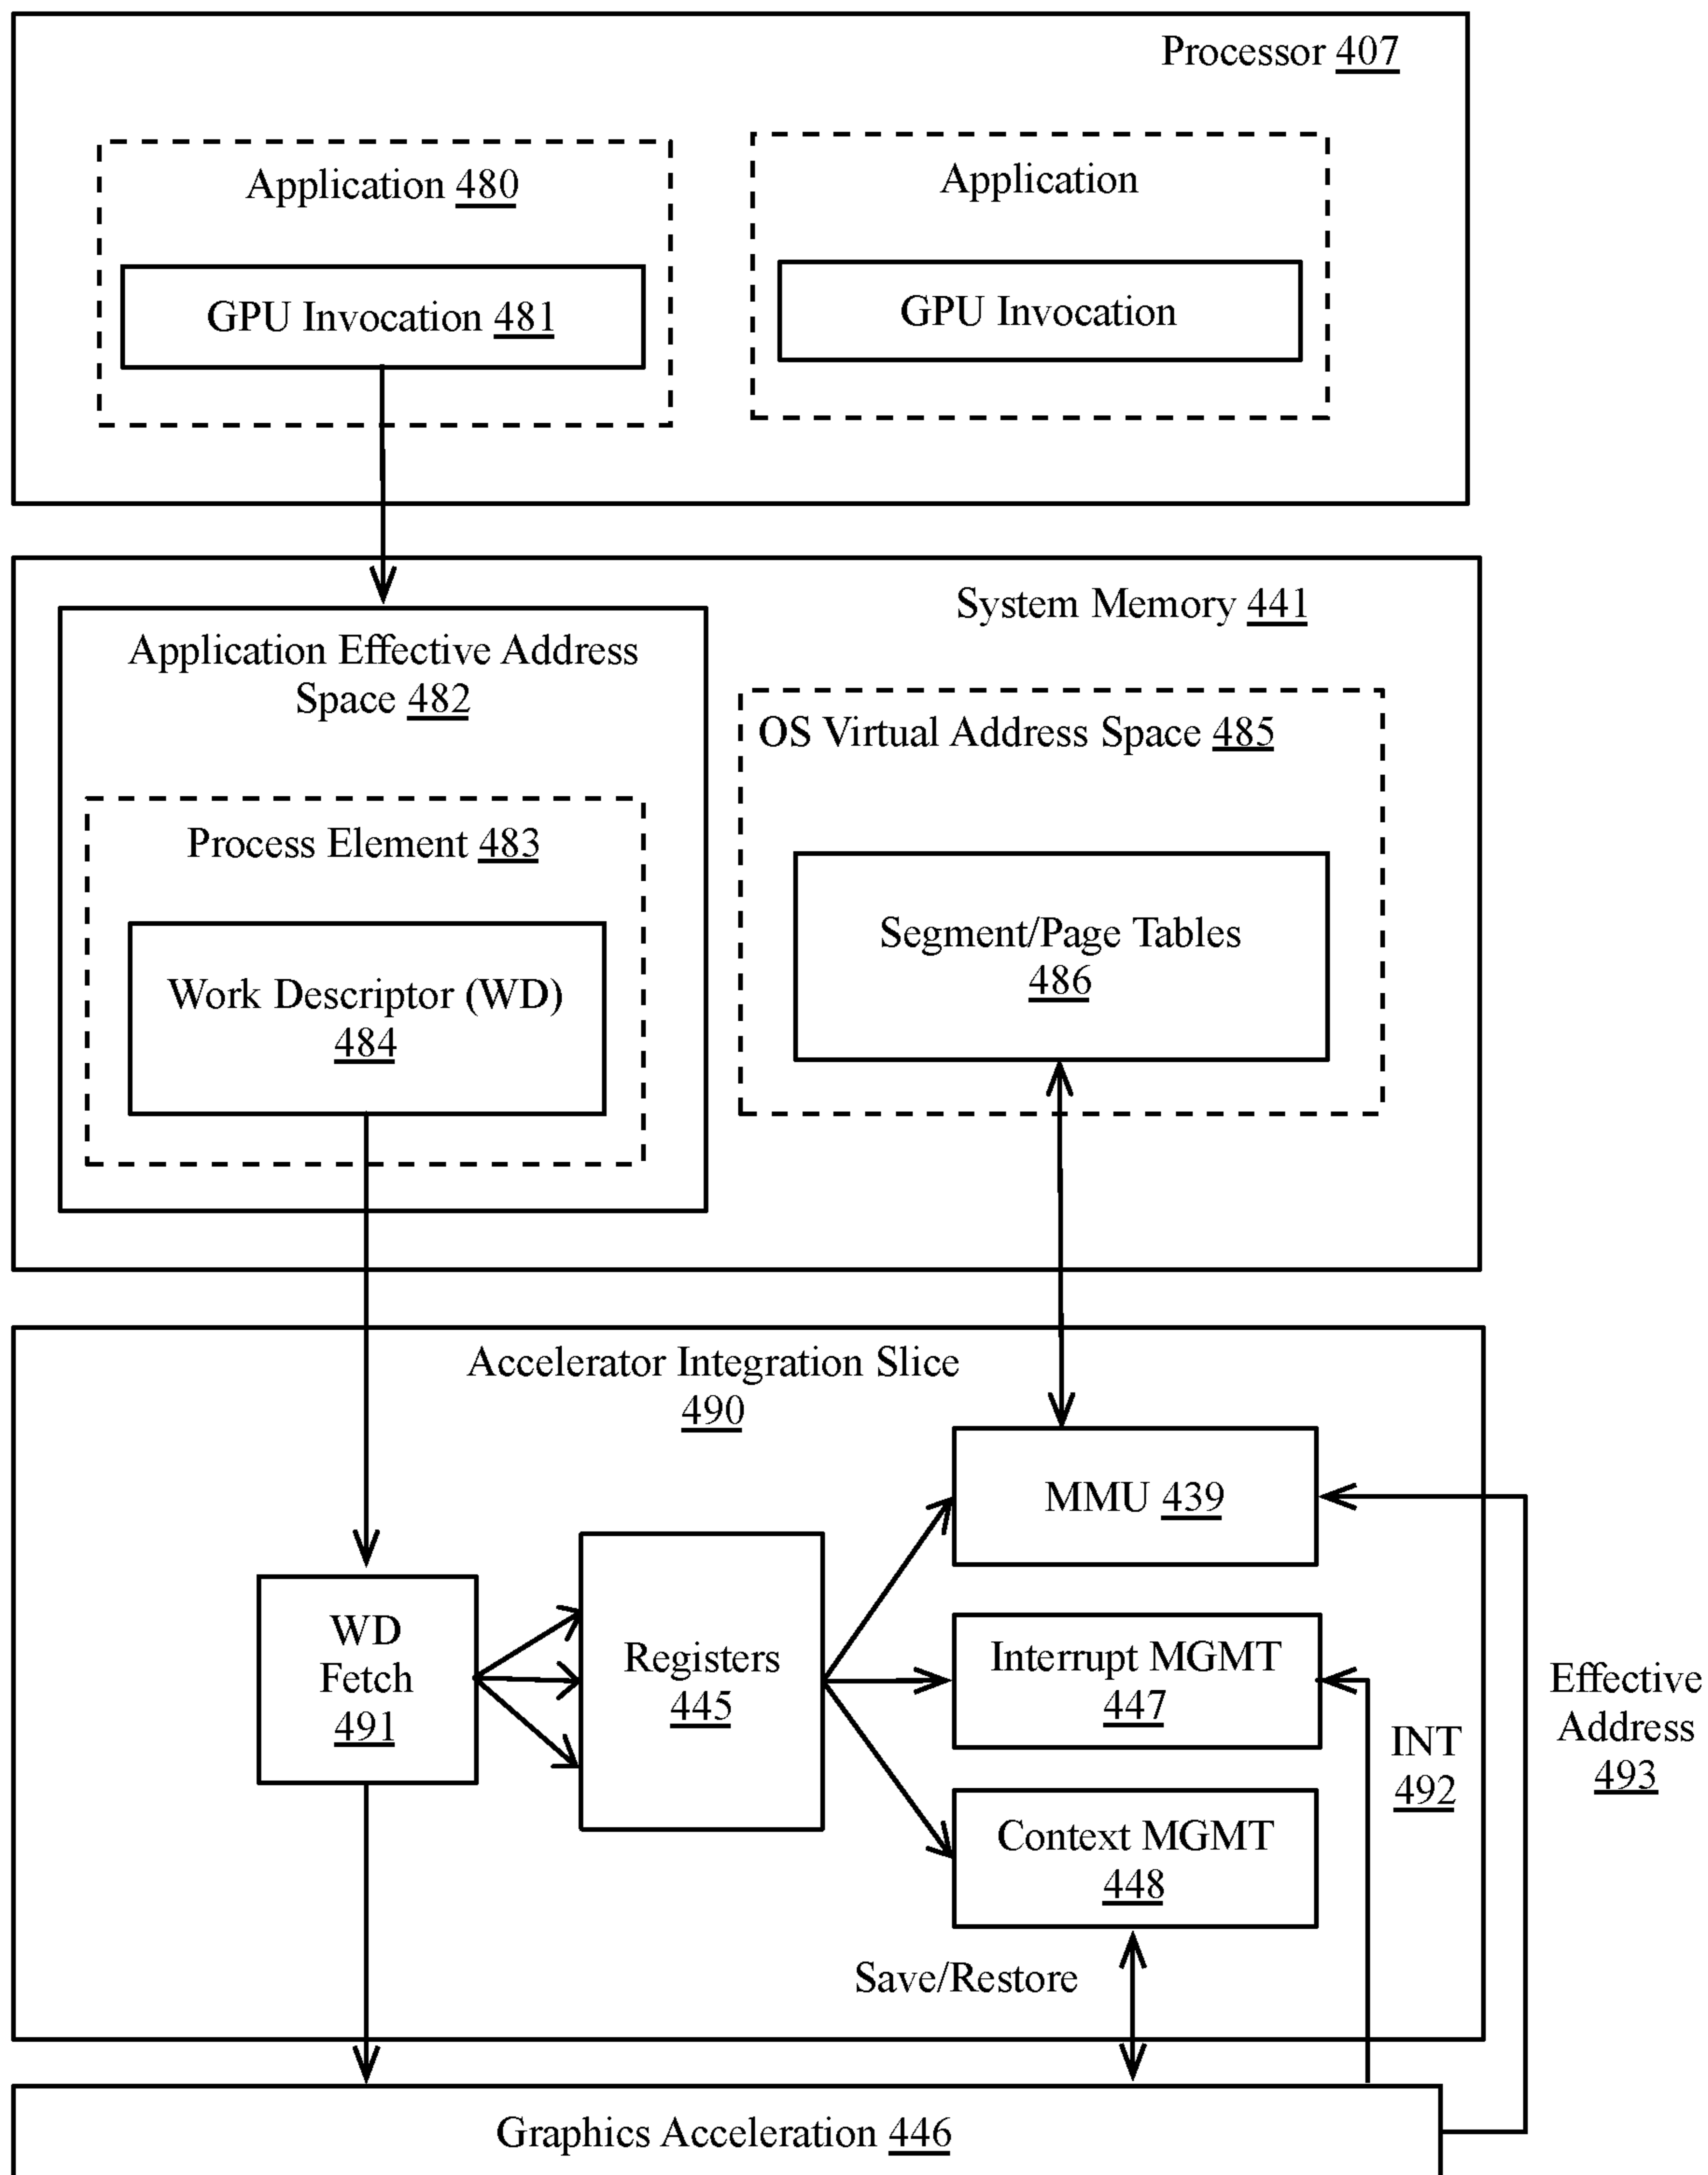 Processor 407
Application 480
Application
GPU Invocation 481
GPU Invocation
System Memory 441
Application Effective Address
Space 482
OS Virtual Address Space 485
Process Element 483
Segment/Page Tables
486
Work Descriptor (WD)
484
Accelerator Integration Slice
490
MMU 439
WD
Fetch
491
Registers
445
Interrupt MGMT
447
Effective
Address
493
INT
492
Context MGMT
448
Save/Restore
Graphics Acceleration 446